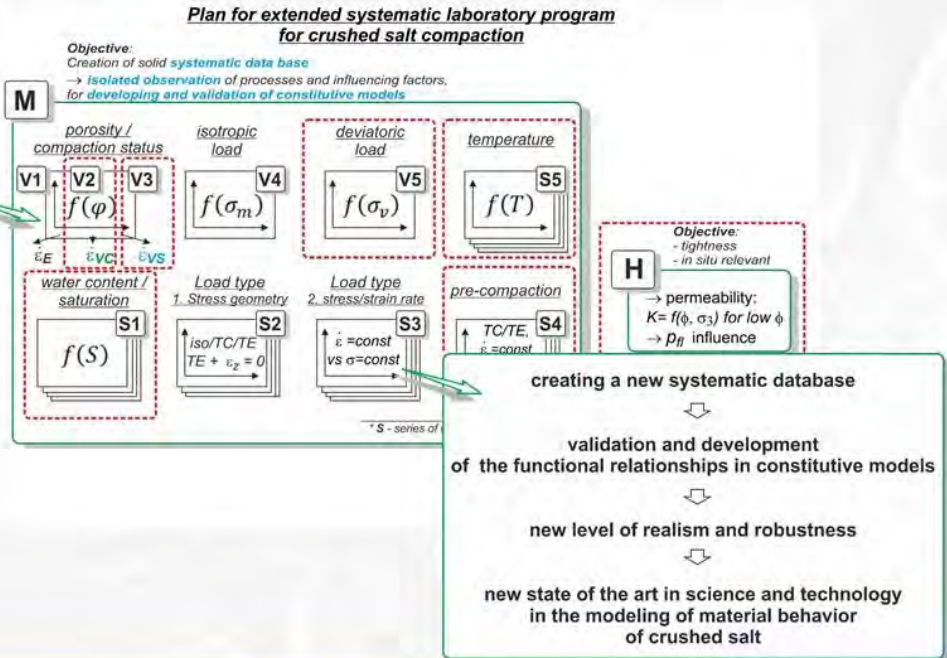 Plan for extended systematic laboratory program
for crushed salt compaction
Objective:
Creation of solid systematic data base
→ isolated observation of processes and influencing factors,
for developing and validation of constitutive models
M
porosity /
compaction status
V1
V2
V3
f(φ)
ε̇E
ε̇VC
ε̇VS
isotropic
load
V4
f(σm)
deviatoric
load
V5
f(σv)
temperature
S5
f(T)
water content /
saturation
S1
f(S)
Load type
1. Stress geometry
S2
iso/TC/TE
TE + εz = 0
Load type
2. stress/strain rate
S3
ε̇ =const
vs σ=const
pre-compaction
S4
TC/TE,
ε̇ =const
* S - series of
Objective:
- tightness
- in situ relevant
H
→ permeability:
K= f(ϕ, σ3) for low ϕ
→ pfl influence
creating a new systematic database
validation and development
of the functional relationships in constitutive models
new level of realism and robustness
new state of the art in science and technology
in the modeling of material behavior
of crushed salt